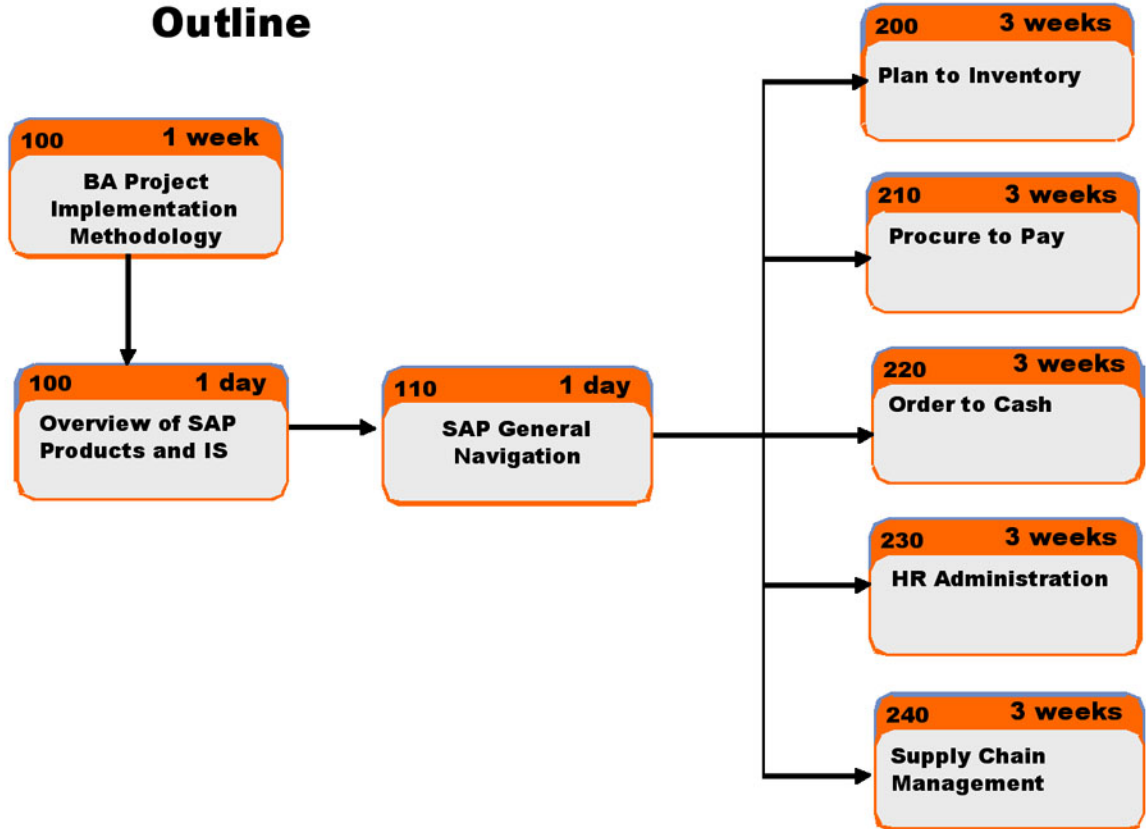 Outline
100 1 week
BA Project
Implementation
Methodology
100 1 day
Overview of SAP
Products and IS
110 1 day
SAP General
Navigation
200 3 weeks
Plan to Inventory
210 3 weeks
Procure to Pay
220 3 weeks
Order to Cash
230 3 weeks
HR Administration
240 3 weeks
Supply Chain
Management